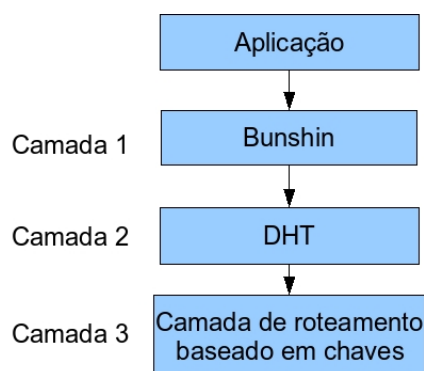 Aplicação
Camada 1
Bunshin
Camada 2
DHT
Camada 3
Camada de roteamento
baseado em chaves